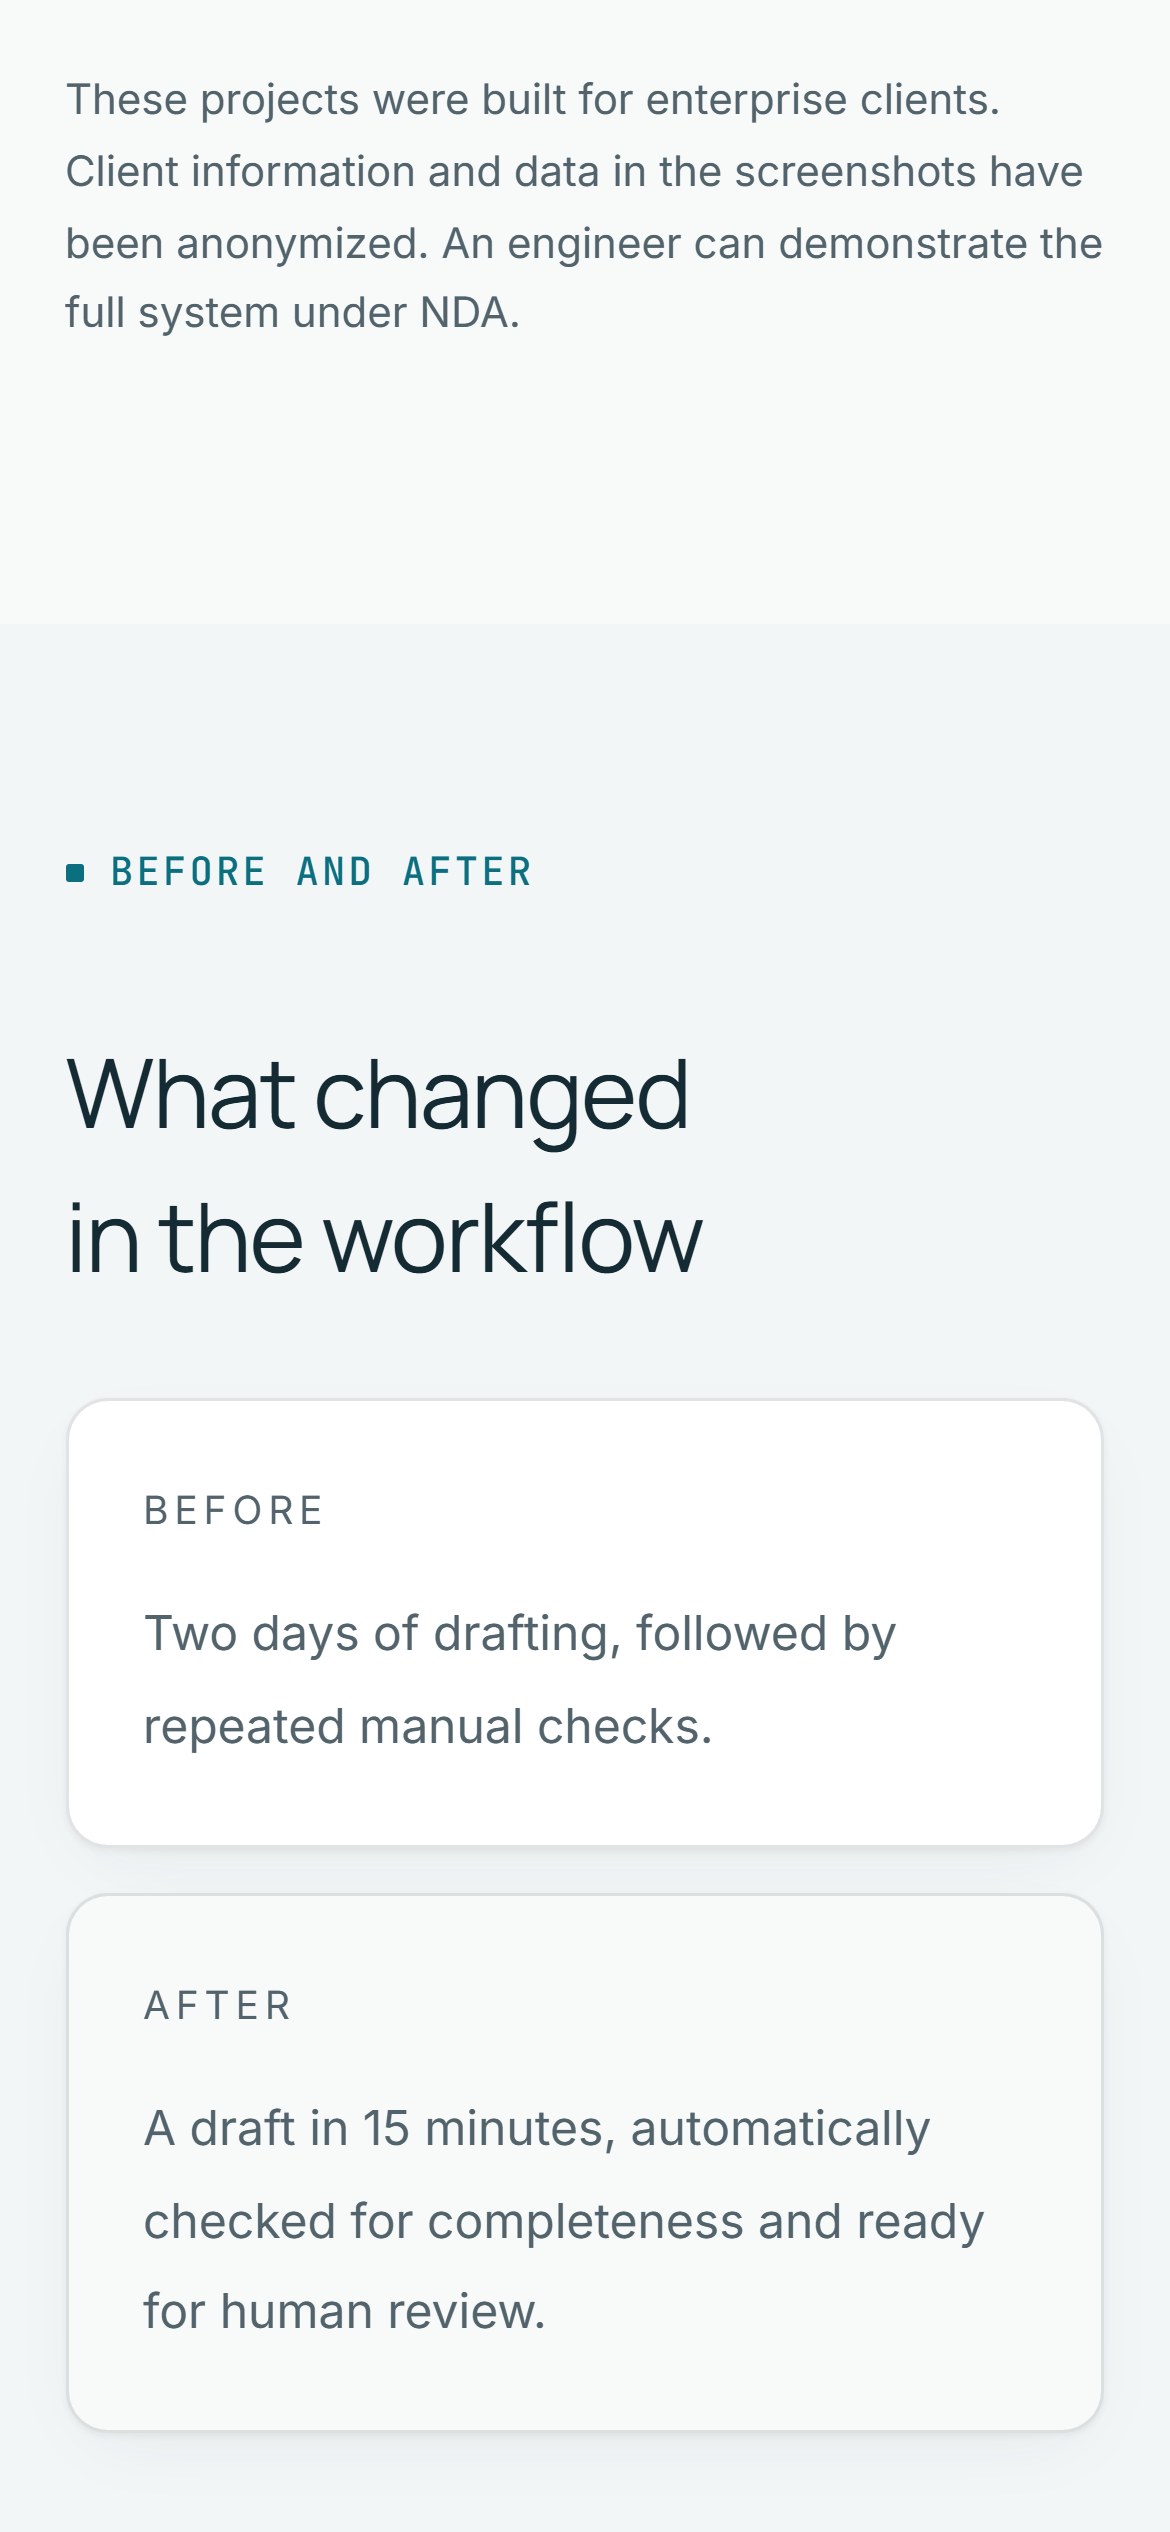 These projects were built for enterprise clients.
Client information and data in the screenshots have
been anonymized. An engineer can demonstrate the
full system under NDA.
BEFORE AND AFTER
What changed
in the workflow
BEFORE
Two days of drafting, followed by
repeated manual checks.
AFTER
A draft in 15 minutes, automatically
checked for completeness and ready
for human review.